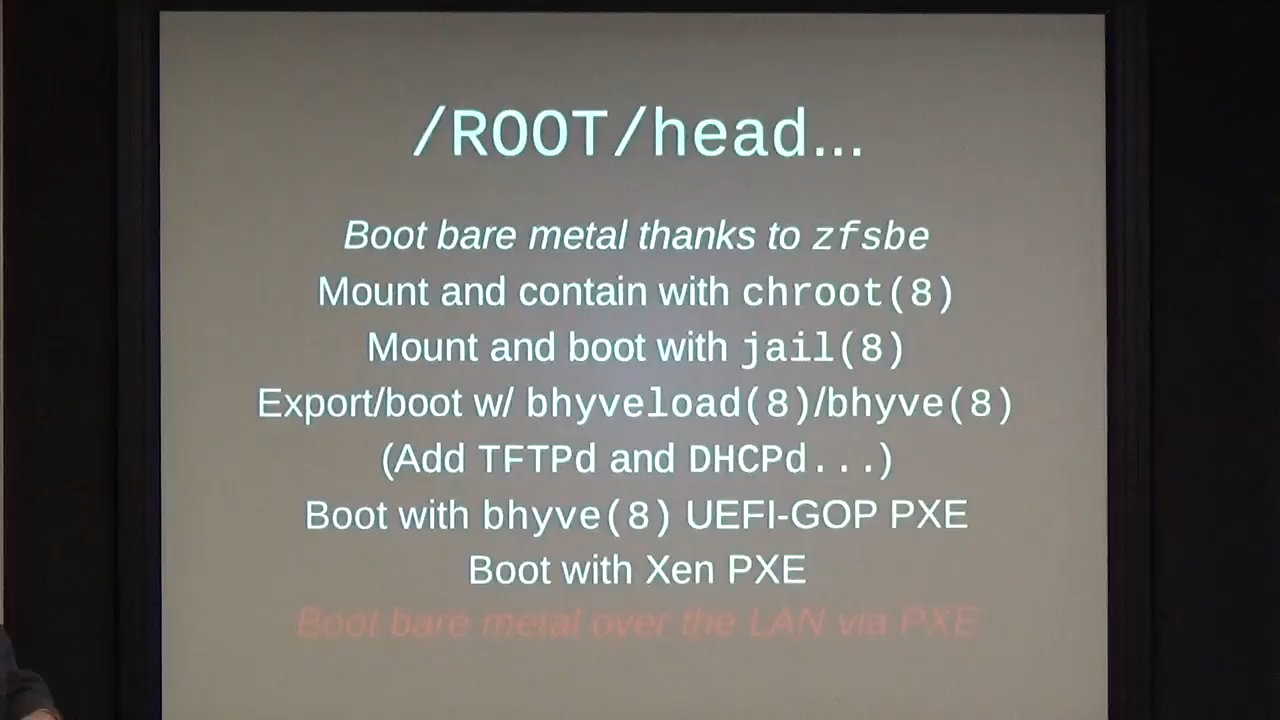 /ROOT/head...
Boot bare metal thanks to zfsbe
Mount and contain with chroot(8)
Mount and boot with jail(8)
Export/boot w/ bhyveload(8)/bhyve(8)
(Add TFTPd and DHCPd...)
Boot with bhyve(8) UEFI-GOP PXE
Boot with Xen PXE
Boot bare metal over the LAN via PXE